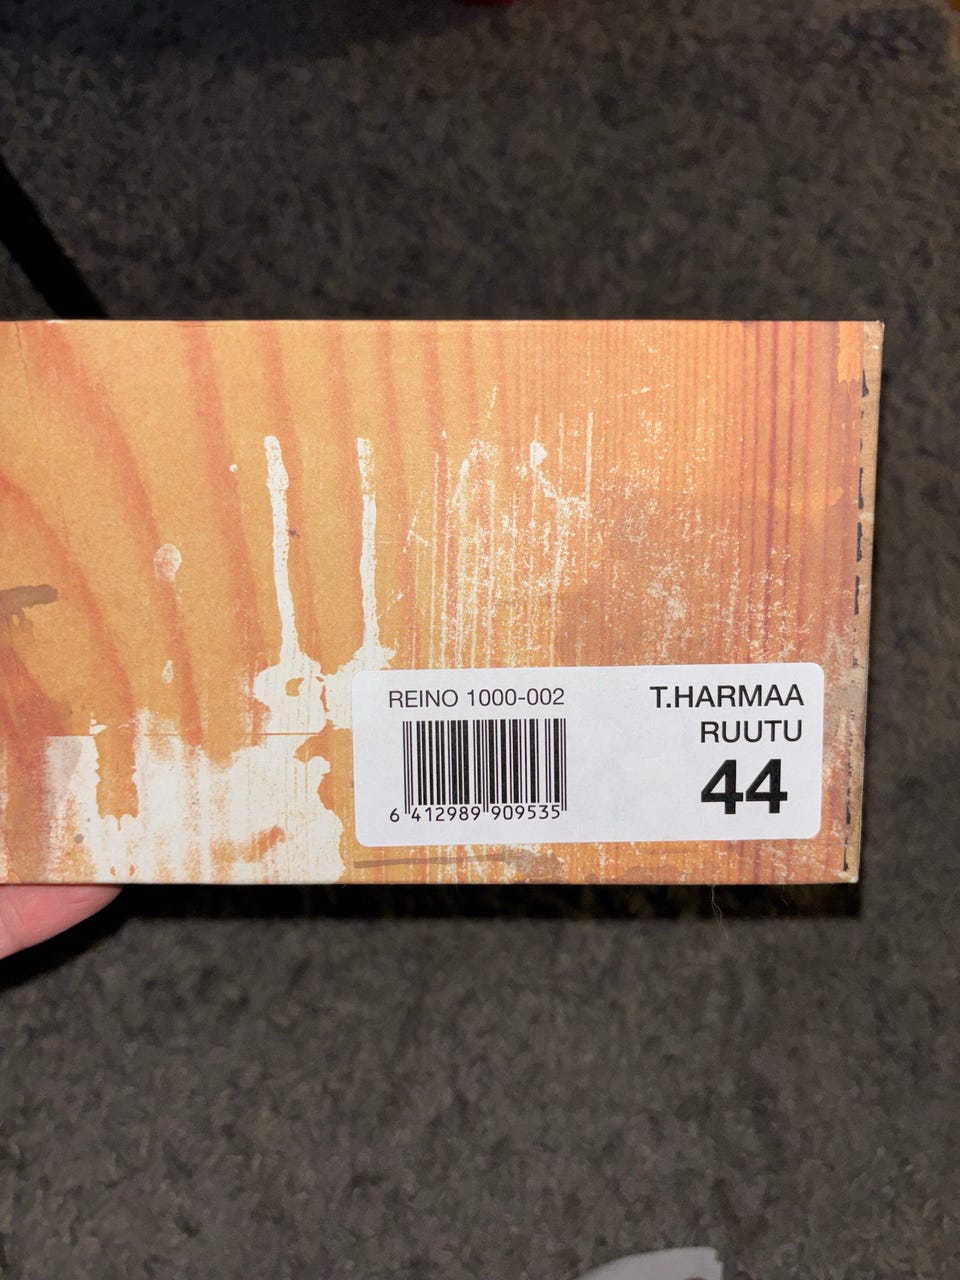 REINO 1000-002
T.HARMAA
RUUTU
44
6 412989 909535